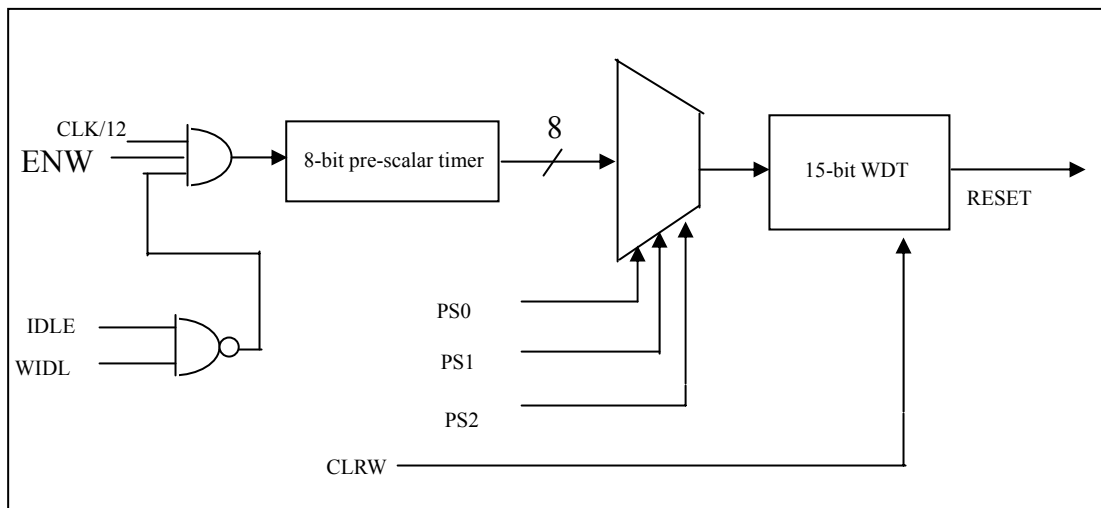 CLK/12
ENW
8-bit pre-scalar timer
8
15-bit WDT
RESET
IDLE
WIDL
PS0
PS1
PS2
CLRW